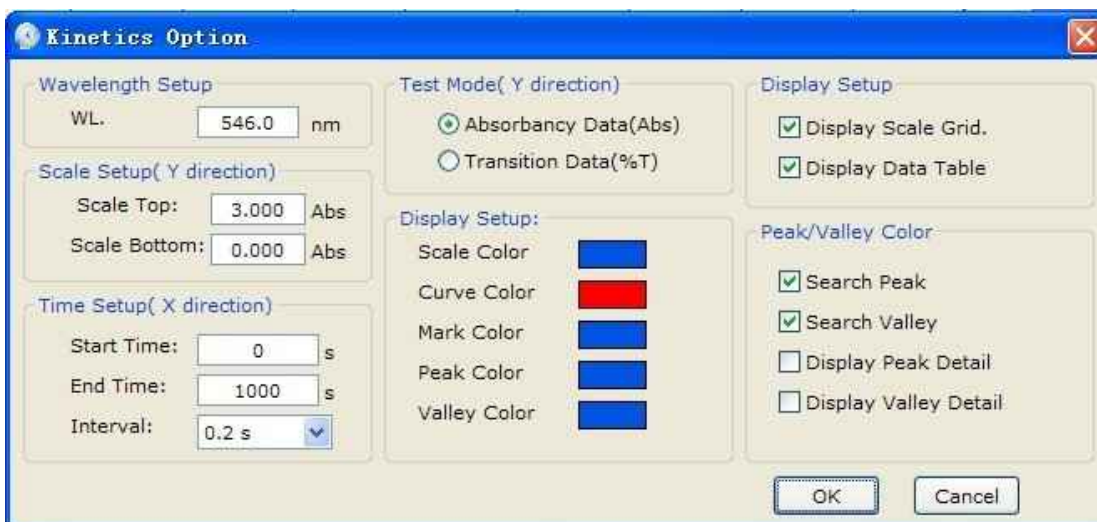 Kinetics Option
Wavelength Setup
WL. 546.0 nm
Scale Setup( Y direction)
Scale Top: 3.000 Abs
Scale Bottom: 0.000 Abs
Time Setup( X direction)
Start Time: 0 s
End Time: 1000 s
Interval: 0.2 s
Test Mode( Y direction)
Absorbancy Data(Abs)
Transition Data(%T)
Display Setup:
Scale Color
Curve Color
Mark Color
Peak Color
Valley Color
Display Setup
Display Scale Grid.
Display Data Table
Peak/Valley Color
Search Peak
Search Valley
Display Peak Detail
Display Valley Detail
OK Cancel